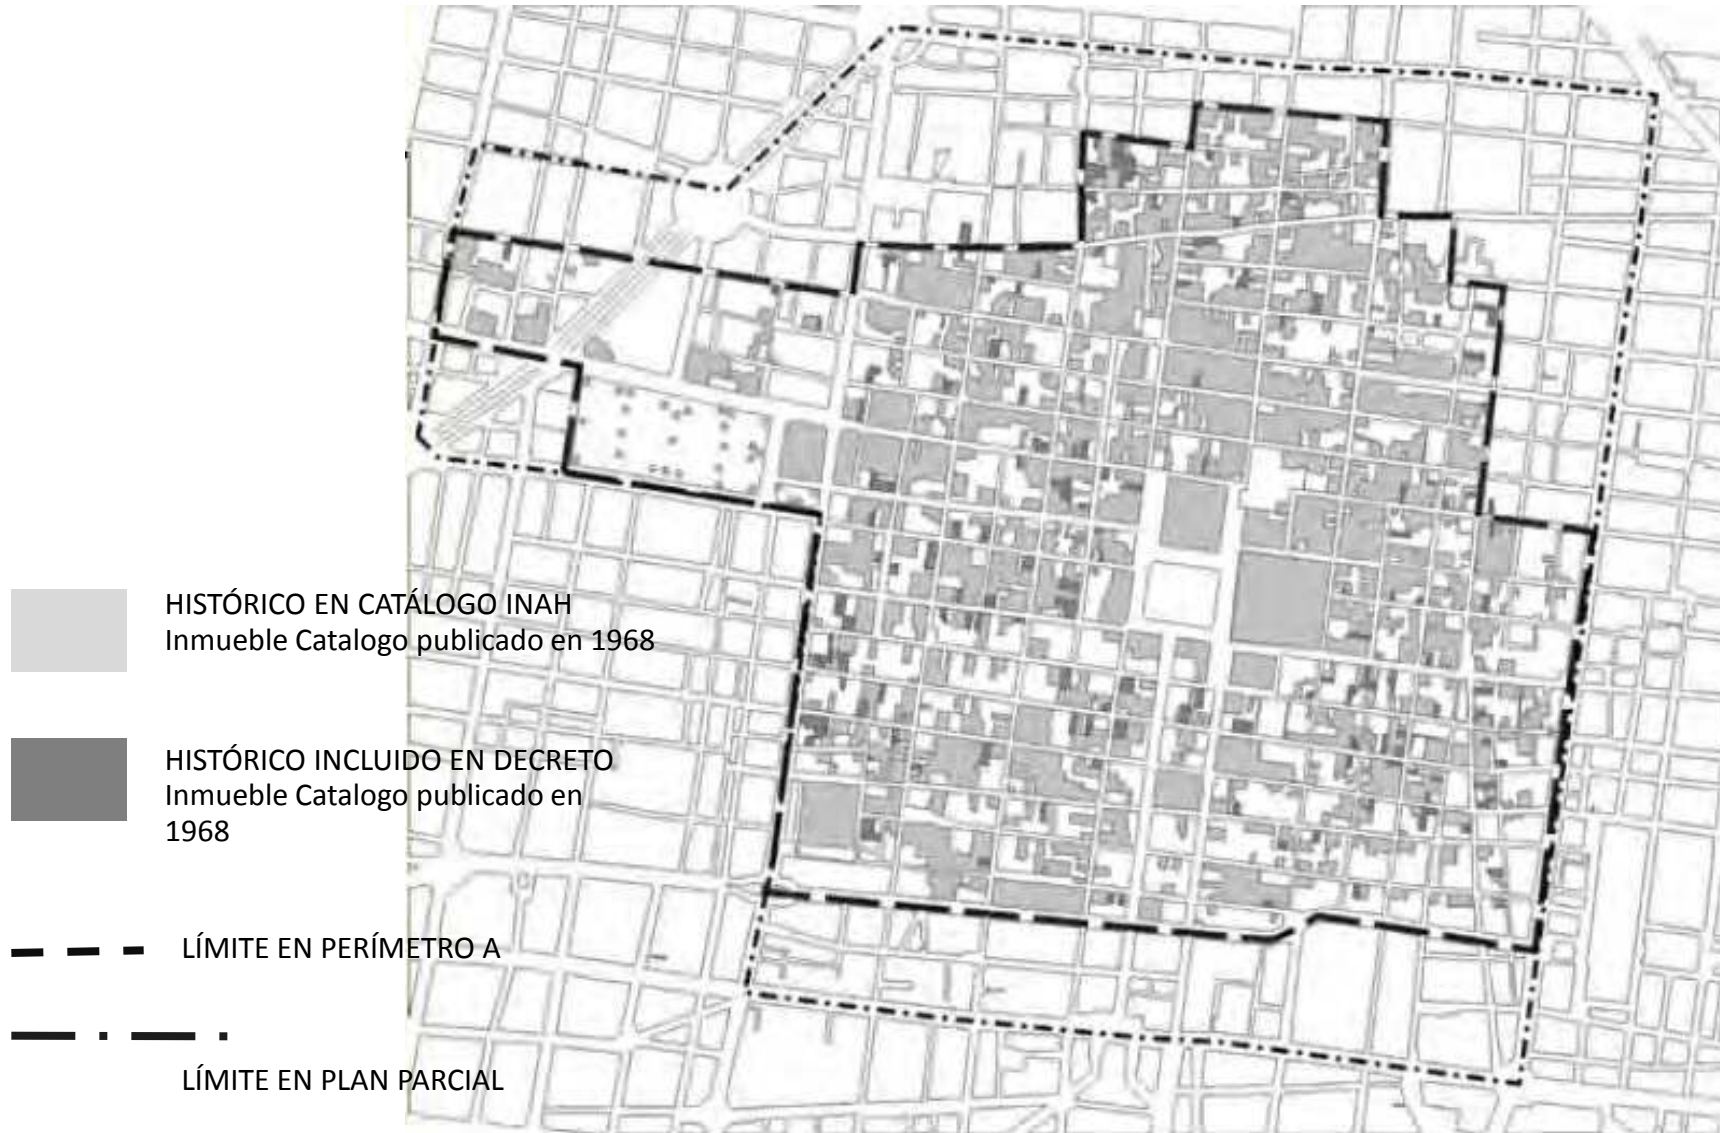 HISTÓRICO EN CATÁLOGO INAH
Inmueble Catalogo publicado en 1968
HISTÓRICO INCLUIDO EN DECRETO
Inmueble Catalogo publicado en
1968
LÍMITE EN PERÍMETRO A
LÍMITE EN PLAN PARCIAL